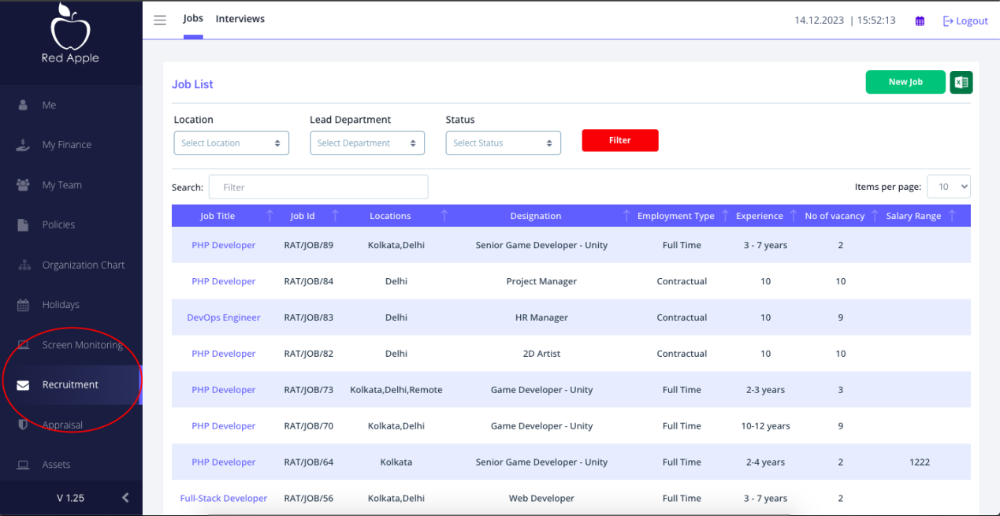 Red Apple
Me
My Finance
My Team
Policies
Organization Chart
Holidays
Screen Monitoring
Recruitment
Appraisal
Assets
V 1.25
Jobs Interviews 14.12.2023 | 15:52:13 Logout
Job List New Job
Location Lead Department Status
Select Location Select Department Select Status Filter
Search: Filter Items per page: 10
Job Title Job Id Locations Designation Employment Type Experience No of vacancy Salary Range
PHP Developer RAT/JOB/89 Kolkata,Delhi Senior Game Developer - Unity Full Time 3 - 7 years 2
PHP Developer RAT/JOB/84 Delhi Project Manager Contractual 10 10
DevOps Engineer RAT/JOB/83 Delhi HR Manager Contractual 10 9
PHP Developer RAT/JOB/82 Delhi 2D Artist Contractual 10 10
PHP Developer RAT/JOB/73 Kolkata,Delhi,Remote Game Developer - Unity Full Time 2-3 years 3
PHP Developer RAT/JOB/70 Kolkata,Delhi Game Developer - Unity Full Time 10-12 years 9
PHP Developer RAT/JOB/64 Kolkata Senior Game Developer - Unity Full Time 2-4 years 2 1222
Full-Stack Developer RAT/JOB/56 Kolkata,Delhi Web Developer Full Time 3 - 7 years 2